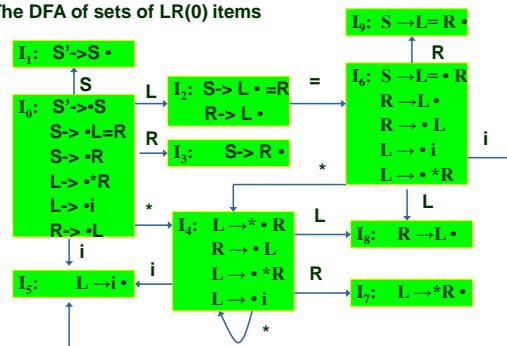 The DFA of sets of LR(0) items
I₉: S →L= R •
I₁: S'->S •
R
S
L
=
I₀: S'->•S
S-> •L=R
S-> •R
L-> •*R
L-> •i
R-> •L
I₂: S-> L • =R
R-> L •
I₆: S →L= • R
R →L •
R → • L
L → • i
L → • *R
R
I₃: S-> R •
i
*
*
L
I₄: L →* • R
R → • L
L → • *R
L → • i
L
I₈: R →L •
i
i
I₅: L →i •
R
I₇: L →*R •
*